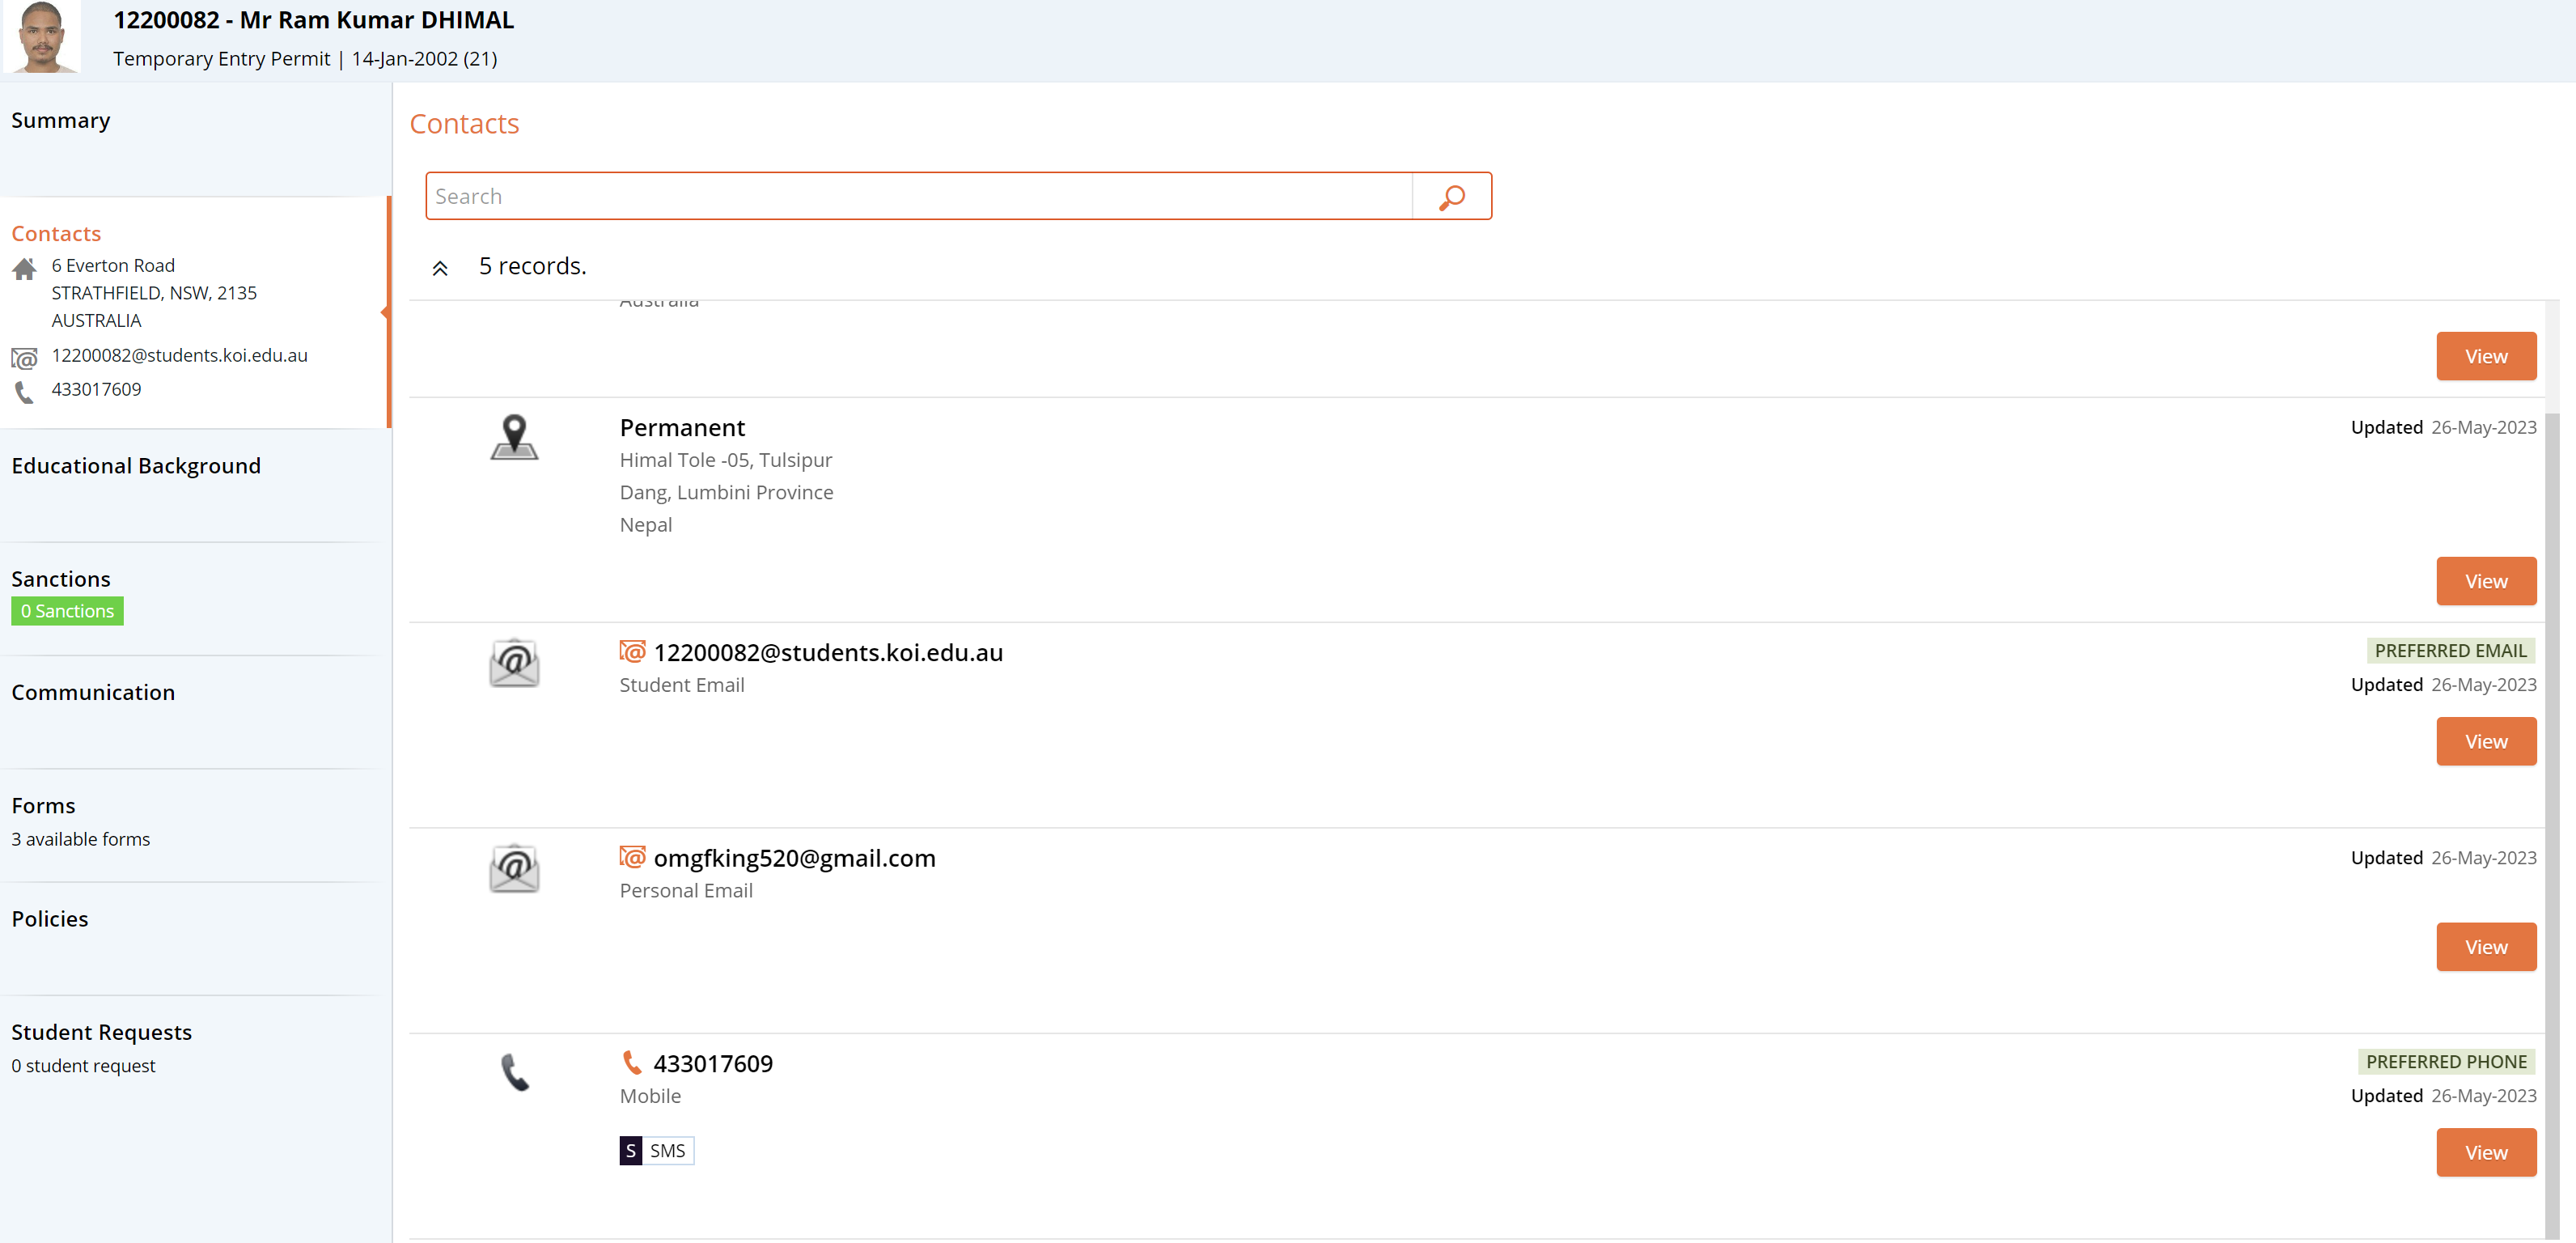 12200082 - Mr Ram Kumar DHIMAL
Temporary Entry Permit | 14-Jan-2002 (21)
Summary
Contacts
6 Everton Road
STRATHFIELD, NSW, 2135
AUSTRALIA
12200082@students.koi.edu.au
433017609
Educational Background
Sanctions
0 Sanctions
Communication
Forms
3 available forms
Policies
Student Requests
0 student request
Contacts
Search
5 records.
Australia
View
Permanent
Updated 26-May-2023
Himal Tole -05, Tulsipur
Dang, Lumbini Province
Nepal
View
12200082@students.koi.edu.au
PREFERRED EMAIL
Student Email
Updated 26-May-2023
View
omgfking520@gmail.com
Updated 26-May-2023
Personal Email
View
433017609
PREFERRED PHONE
Mobile
Updated 26-May-2023
S SMS
View